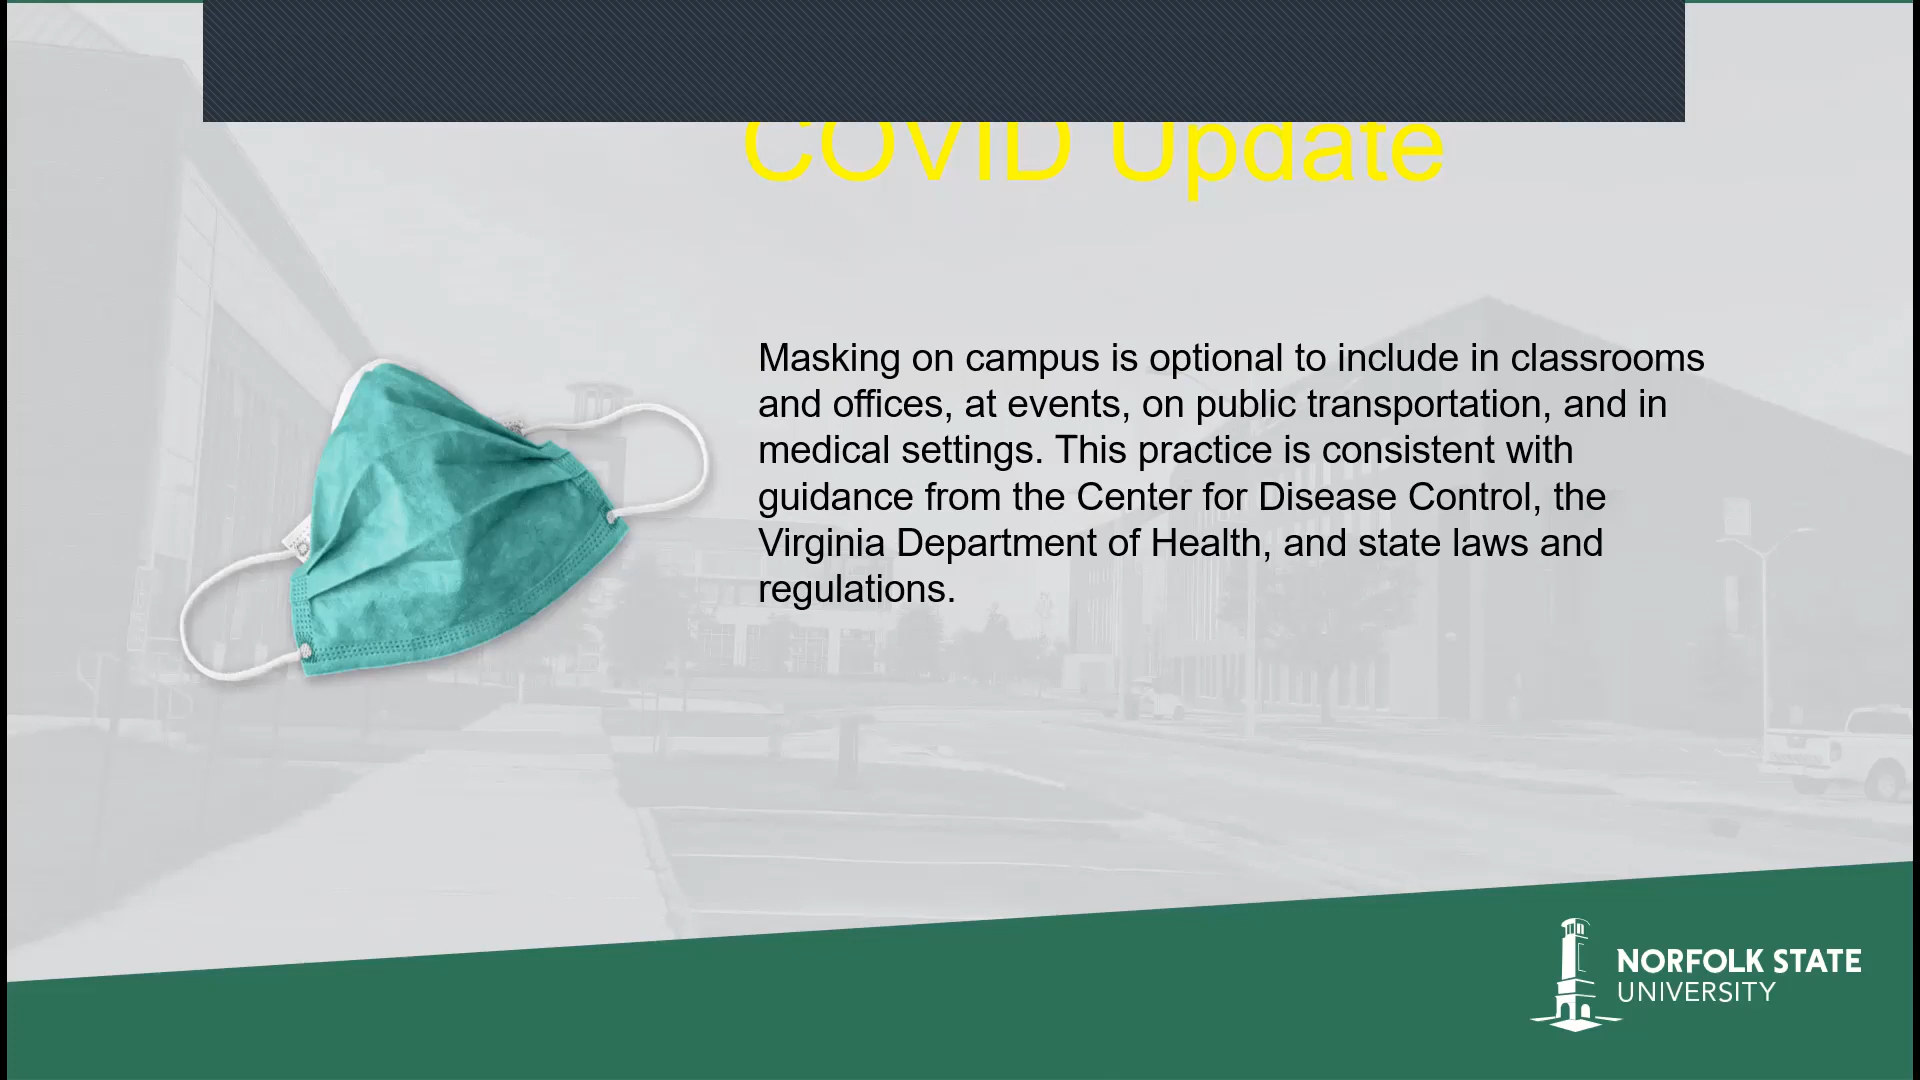 COVID Update
Masking on campus is optional to include in classrooms
and offices, at events, on public transportation, and in
medical settings. This practice is consistent with
guidance from the Center for Disease Control, the
Virginia Department of Health, and state laws and
regulations.
NORFOLK STATE
UNIVERSITY